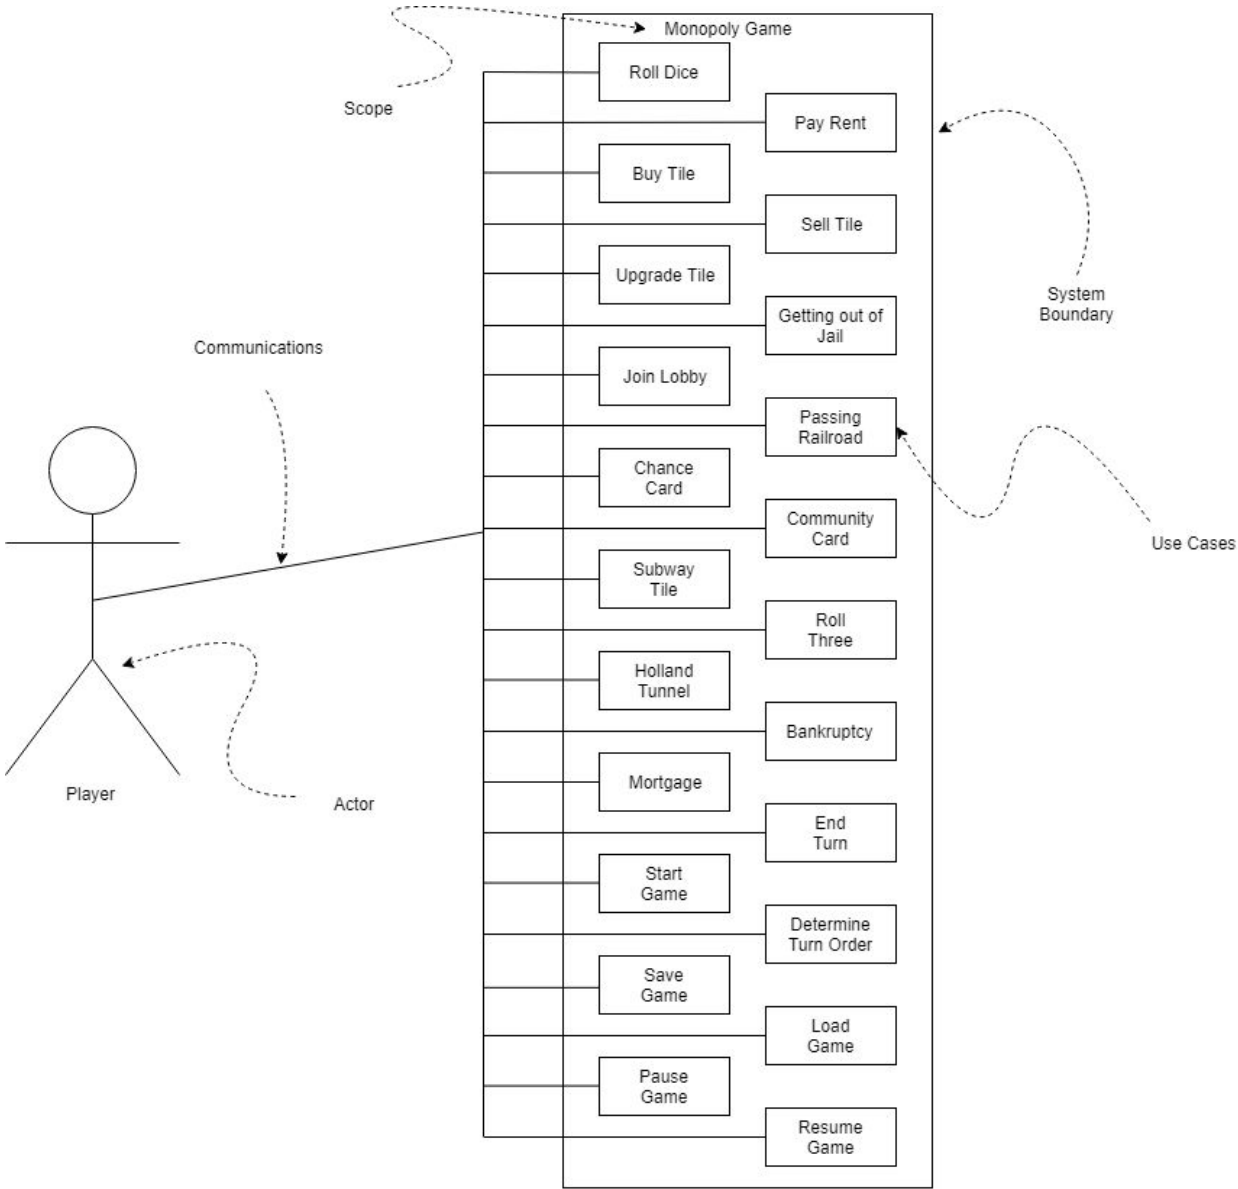 Monopoly Game
Roll Dice
Scope
Pay Rent
Buy Tile
Sell Tile
Upgrade Tile
System
Boundary
Getting out of
Jail
Communications
Join Lobby
Passing
Railroad
Chance
Card
Community
Card
Use Cases
Subway
Tile
Roll
Three
Holland
Tunnel
Bankruptcy
Mortgage
Player
Actor
End
Turn
Start
Game
Determine
Turn Order
Save
Game
Load
Game
Pause
Game
Resume
Game